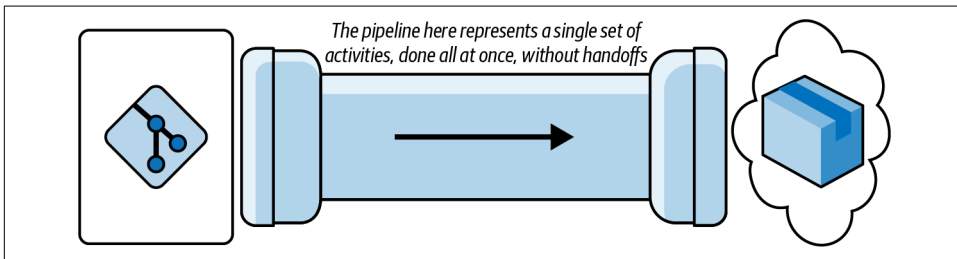 The pipeline here represents a single set of
activities, done all at once, without handoffs